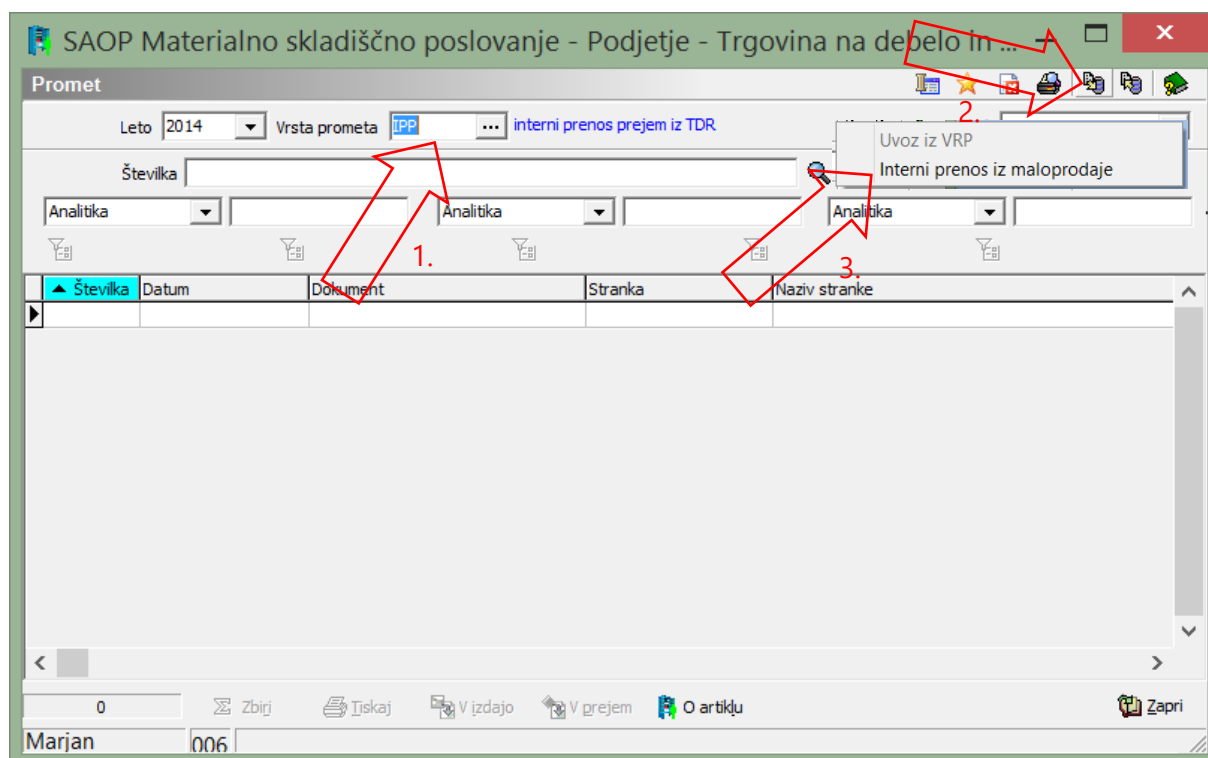 SAOP Materialno skladiščno poslovanje - Podjetje - Trgovina na debelo in ...
Promet
Leto 2014 Vrsta prometa IPP ... interni prenos prejem iz TDR
2.
Uvoz iz VRP
Številka
Interni prenos iz maloprodaje
Analitika Analitika Analitika
1.
3.
Številka Datum Dokument Stranka Naziv stranke
0 Zbirj Tiskaj V izdajo V prejem O artiklu Zapri
Marjan 006